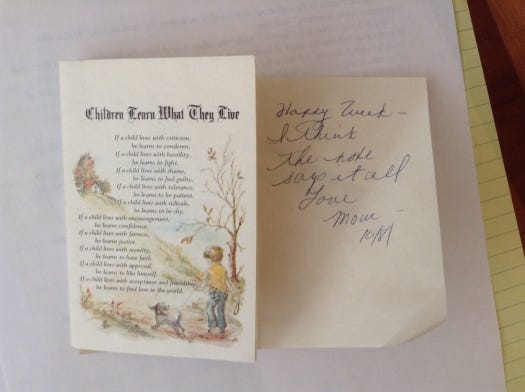 Children Learn What They Live
If a child lives with criticism,
he learns to condemn.
If a child lives with hostility,
he learns to fight.
If a child lives with shame,
he learns to feel guilty.
If a child lives with tolerance,
he learns to be patient.
If a child lives with ridicule,
he learns to be shy.
If a child lives with encouragement,
he learns confidence.
If a child lives with fairness,
he learns justice.
If a child lives with security,
he learns to have faith.
If a child lives with approval,
he learns to like himself.
If a child lives with acceptance and friendship,
he learns to find love in the world.
Happy Week -
I think
the note
says it all
Love
Mom
10/81